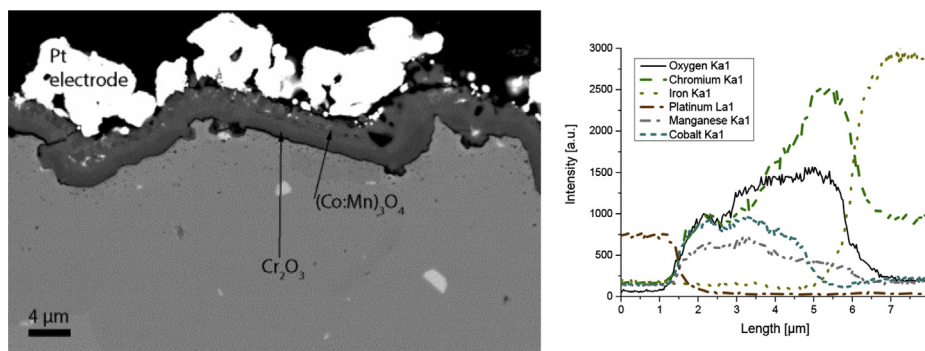 Pt
electrode
(Co:Mn)₃O₄
Cr₂O₃
4 μm
3000
2500
2000
1500
1000
500
0
Intensity [a.u.]
Oxygen Ka1
Chromium Ka1
Iron Ka1
Platinum La1
Manganese Ka1
Cobalt Ka1
0 1 2 3 4 5 6 7
Length [μm]